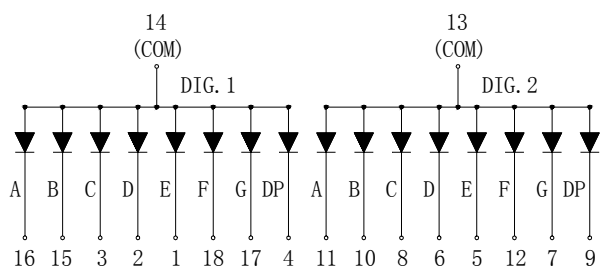 14 13
(COM) (COM)
DIG.1 DIG.2
A B C D E F G DP A B C D E F G DP
16 15 3 2 1 18 17 4 11 10 8 6 5 12 7 9